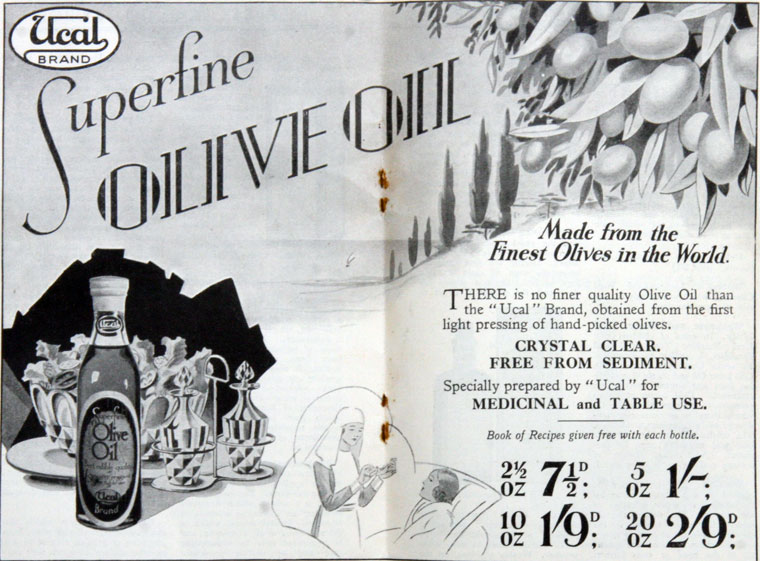 Ucal
BRAND
Superfine
OLIVE OIL
Made from the
Finest Olives in the World.
THERE is no finer quality Olive Oil than
the "Ucal" Brand, obtained from the first
light pressing of hand-picked olives.
CRYSTAL CLEAR.
FREE FROM SEDIMENT.
Specially prepared by "Ucal" for
MEDICINAL and TABLE USE.
Book of Recipes given free with each bottle.
2½ OZ 7½D; 5 OZ 1/-;
10 OZ 1/9D; 20 OZ 2/9D;
Ucal
Superfine
Olive
Oil
Ucal
Brand